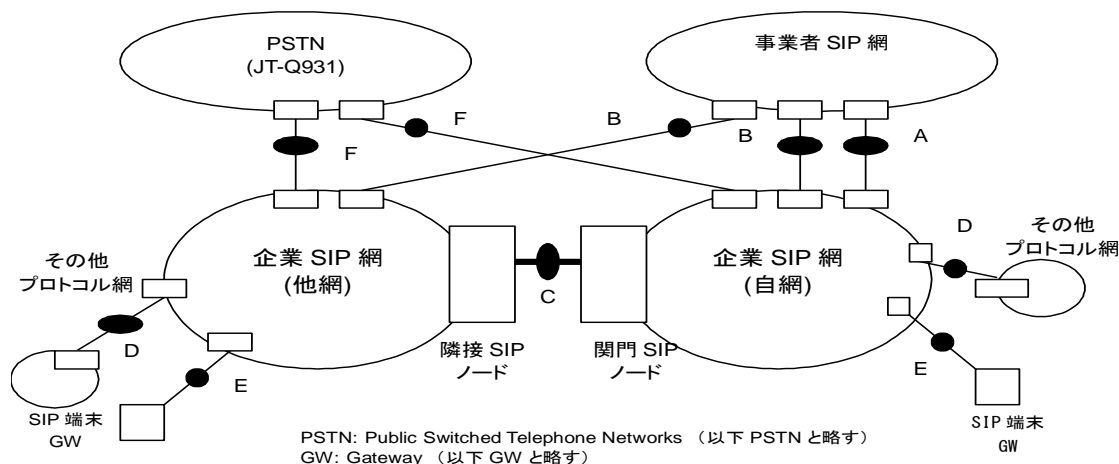 PSTN
(JT-Q931)
事業者 SIP 網
F
B
F
B
A
企業 SIP 網
(他網)
企業 SIP 網
(自網)
C
隣接 SIP
ノード
関門 SIP
ノード
その他
プロトコル網
D
E
SIP 端末
GW
D
その他
プロトコル網
E
SIP 端末
GW
PSTN: Public Switched Telephone Networks （以下 PSTN と略す）
GW: Gateway （以下 GW と略す）